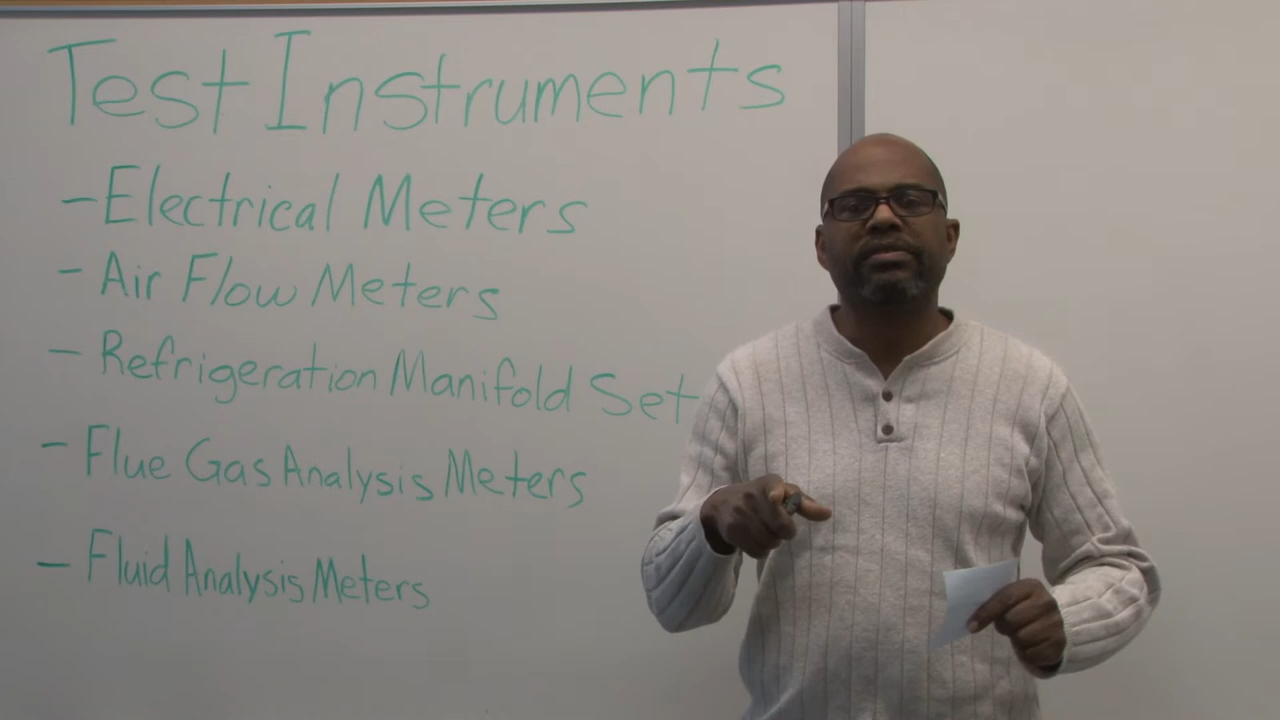 Test Instruments
- Electrical Meters
- Air Flow Meters
- Refrigeration Manifold Set
- Flue Gas Analysis Meters
- Fluid Analysis Meters